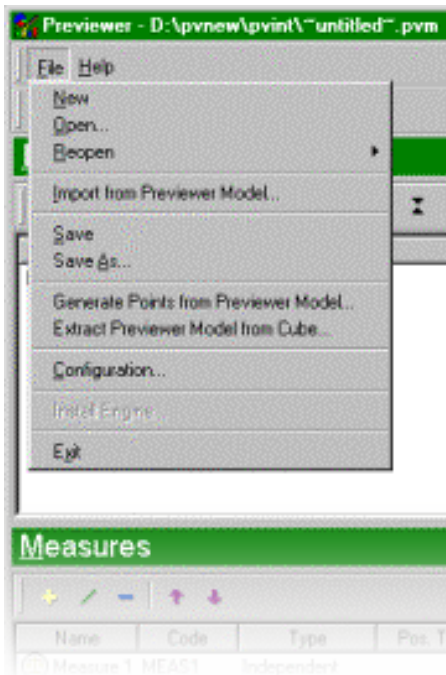 Previewer - D:\pvnew\pvint\~untitled~.pvm
File Help
New
Open...
Reopen
Import from Previewer Model...
Save
Save As...
Generate Points from Previewer Model...
Extract Previewer Model from Cube...
Configuration...
Install Engine...
Exit
Measures
Name Code Type Pos. T
Measure 1 MEAS1 Independent